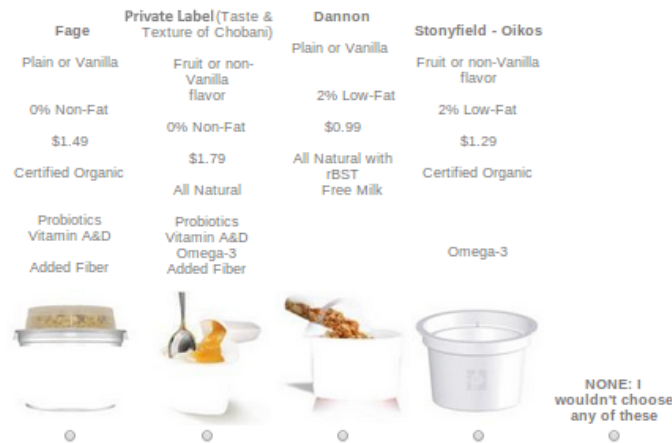 Fage
Plain or Vanilla
0% Non-Fat
$1.49
Certified Organic
Probiotics
Vitamin A&D
Added Fiber
Private Label (Taste &
Texture of Chobani)
Fruit or non-
Vanilla
flavor
0% Non-Fat
$1.79
All Natural
Probiotics
Vitamin A&D
Omega-3
Added Fiber
Dannon
Plain or Vanilla
2% Low-Fat
$0.99
All Natural with
rBST
Free Milk
Stonyfield - Oikos
Fruit or non-Vanilla
flavor
2% Low-Fat
$1.29
Certified Organic
Omega-3
NONE: I
wouldn't choose
any of these